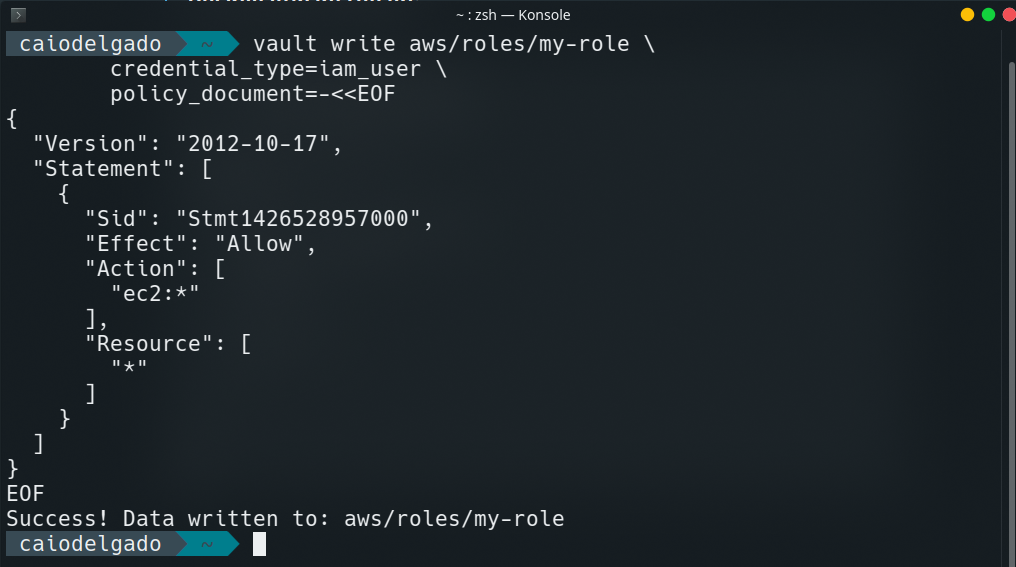 ~ : zsh — Konsole
caiodelgado ~ vault write aws/roles/my-role \
        credential_type=iam_user \
        policy_document=-<<EOF
{
  "Version": "2012-10-17",
  "Statement": [
    {
      "Sid": "Stmt1426528957000",
      "Effect": "Allow",
      "Action": [
        "ec2:*"
      ],
      "Resource": [
        "*"
      ]
    }
  ]
}
EOF
Success! Data written to: aws/roles/my-role
caiodelgado ~